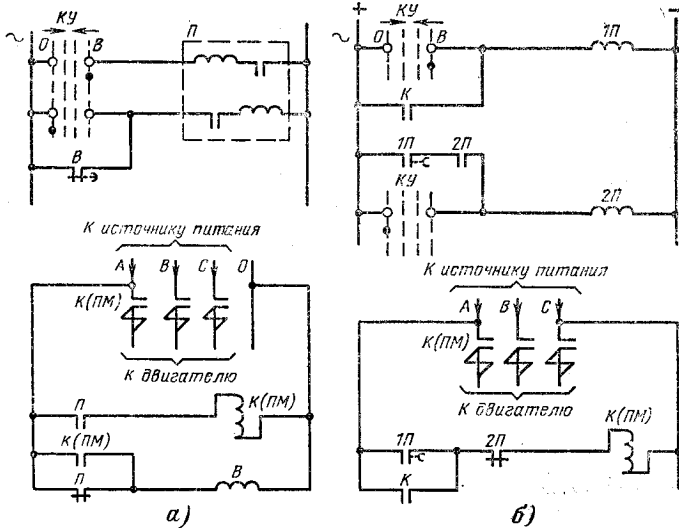 КУ
П
~
О
В
В
Э
К источнику питания
А
В
С
О
К(ПМ)
К двигателю
П
К(ПМ)
К(ПМ)
П
В
а)
+
−
КУ
~
О
В
1П
К
1П
2П
С
КУ
2П
К источнику питания
А
В
С
К(ПМ)
К двигателю
К(ПМ)
1П
2П
С
К
б)